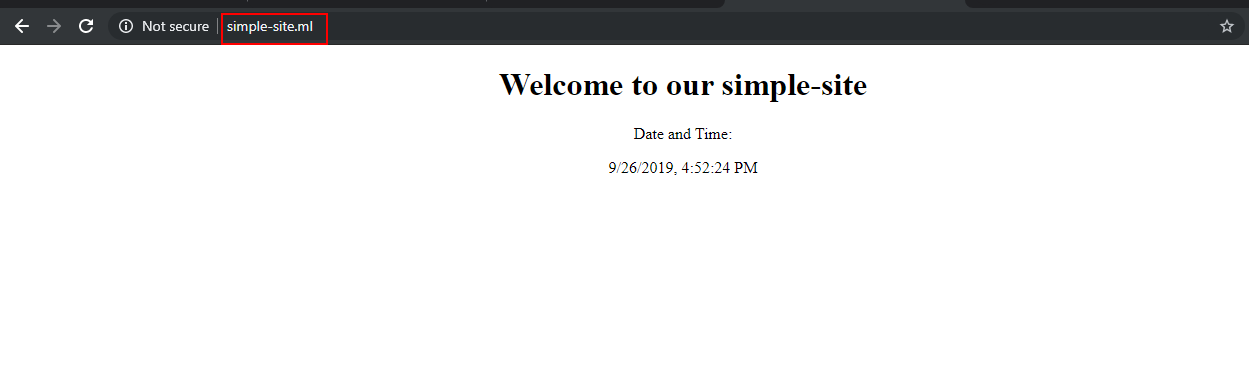 Not secure simple-site.ml
Welcome to our simple-site
Date and Time:
9/26/2019, 4:52:24 PM